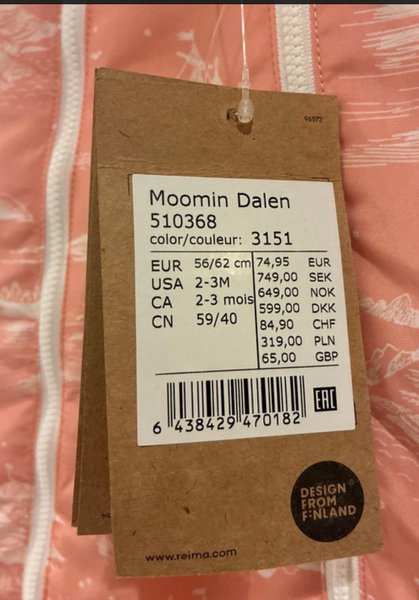 96572
Moomin Dalen
510368
color/couleur: 3151
EUR 56/62 cm
USA 2-3M
CA 2-3 mois
CN 59/40
74,95 EUR
749,00 SEK
649,00 NOK
599,00 DKK
84,90 CHF
319,00 PLN
65,00 GBP
6 438429 470182
EAC
DESIGN
FROM
FINLAND
www.reima.com